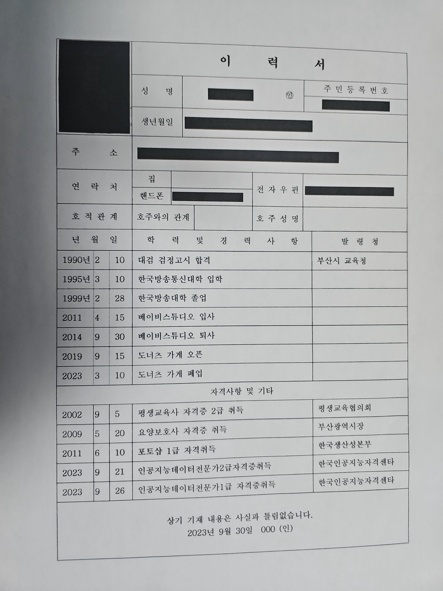 이 력 서
성 명 ㊞ 주민등록번호
생년월일
주 소
연 락 처 집 전자우편
핸드폰
호적관계 호주와의 관계 호주성명
년 월 일 학 력 및 경 력 사 항 발 령 청
1990년 2 10 대검 검정고시 합격 부산시 교육청
1995년 3 10 한국방송통신대학 입학
1999년 2 28 한국방송대학 졸업
2011 4 15 베이비스튜디오 입사
2014 9 30 베이비스튜디오 퇴사
2019 9 15 도너츠 가게 오픈
2023 3 10 도너츠 가게 폐업
자격사항 및 기타
2002 9 5 평생교육사 자격증 2급 취득 평생교육협의회
2009 5 20 요양보호사 자격증 취득 부산광역시장
2011 6 10 포토샵 1급 자격취득 한국생산성본부
2023 9 21 인공지능데이터전문가2급자격증취득 한국인공지능자격센타
2023 9 26 인공지능데이터전문가1급 자격증취득 한국인공지능자격센타
상기 기재 내용은 사실과 틀림없습니다.
2023년 9월 30일 000 (인)